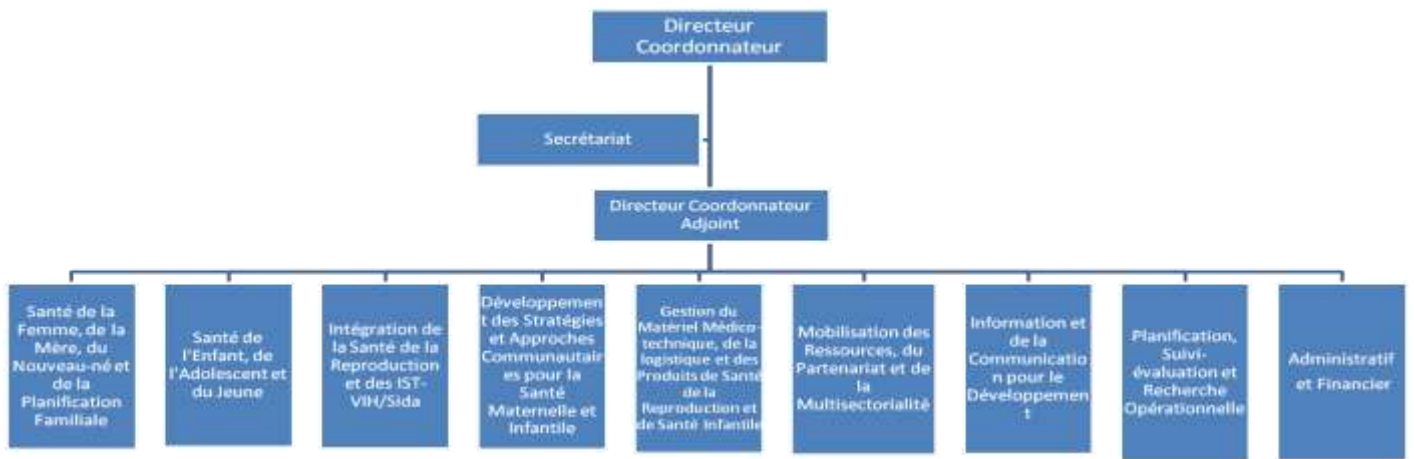 Directeur
Coordonnateur
Secrétariat
Directeur Coordonnateur
Adjoint
Santé de la
Femme, de la
Mère, du
Nouveau-né et
de la
Planification
Familiale
Santé de
l'Enfant, de
l'Adolescent et
du Jeune
Intégration de
la Santé de la
Reproduction
et des IST-
VIH/Sida
Développemen
t des Stratégies
et Approches
Communautair
es pour la
Santé
Maternelle et
Infantile
Gestion du
Matériel Médico-
technique, de la
logistique et des
Produits de Santé
de la
Reproduction et
de Santé Infantile
Mobilisation des
Ressources, du
Partenariat et de
la
Multisectorialité
Information et
de la
Communicatio
n pour le
Développemen
t
Planification,
Suivi-
évaluation et
Recherche
Opérationnelle
Administratif
et Financier